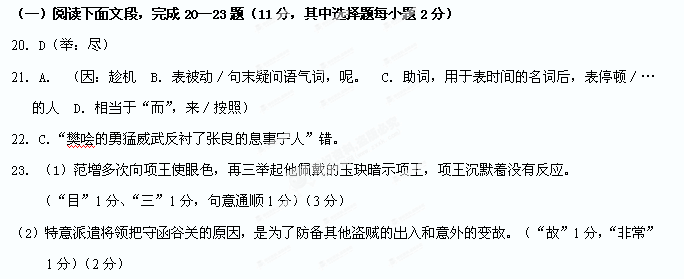 （一）阅读下面文段，完成 20—23 题（11 分，其中选择题每小题 2 分）
20. D（举：尽）
21. A. （因：趁机 B. 表被动／句末疑问语气词，呢。 C. 助词，用于表时间的名词后，表停顿／…
的人 D. 相当于“而”，来／按照）
22. C.“樊哙的勇猛威武反衬了张良的息事宁人”错。
23. （1）范增多次向项王使眼色，再三举起他佩戴的玉玦暗示项王，项王沉默着没有反应。
（“目”1 分、“三”1 分，句意通顺 1 分）（3 分）
（2）特意派遣将领把守函谷关的原因，是为了防备其他盗贼的出入和意外的变故。（“故”1 分，“非常”
1 分）（2 分）